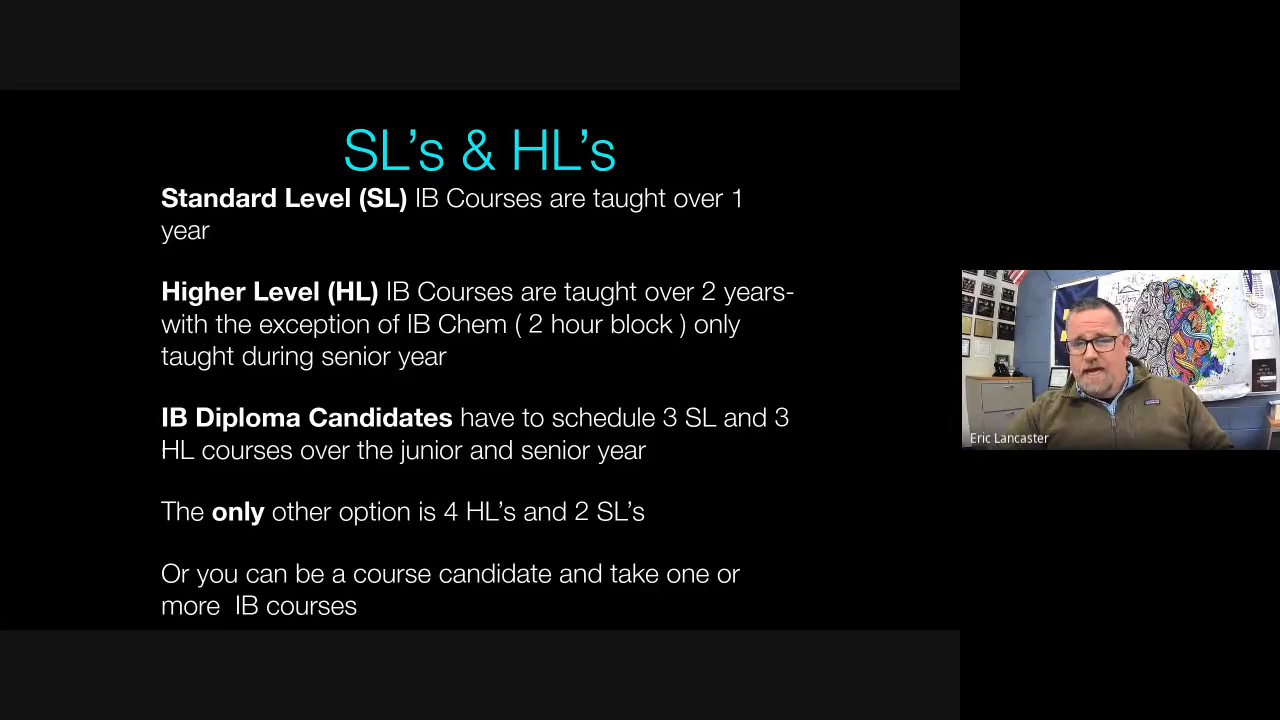 SL's & HL's
Standard Level (SL) IB Courses are taught over 1
year
Higher Level (HL) IB Courses are taught over 2 years-
with the exception of IB Chem ( 2 hour block ) only
taught during senior year
IB Diploma Candidates have to schedule 3 SL and 3
HL courses over the junior and senior year
The only other option is 4 HL's and 2 SL's
Or you can be a course candidate and take one or
more  IB courses
Eric Lancaster